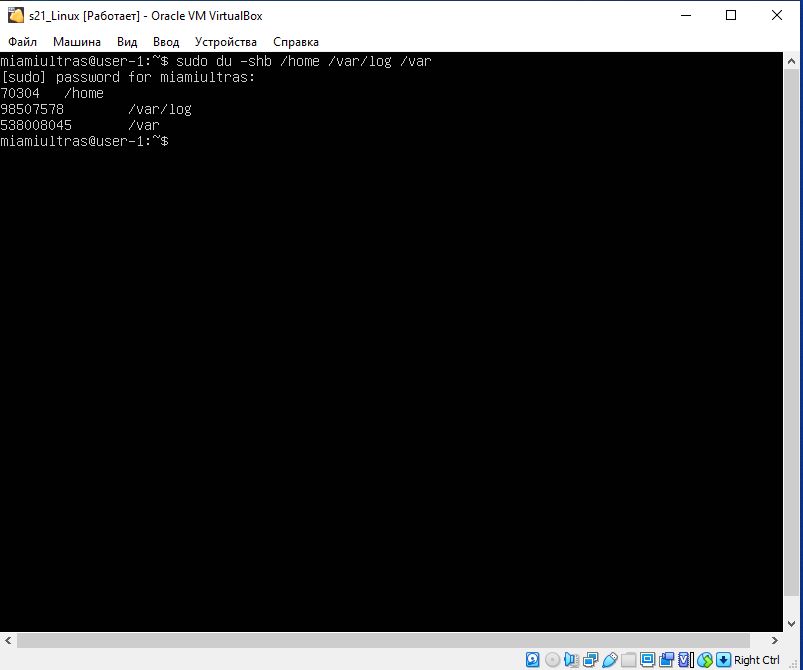 s21_Linux [Работает] - Oracle VM VirtualBox
Файл Машина Вид Ввод Устройства Справка
miamiultras@user-1:~$ sudo du -shb /home /var/log /var
[sudo] password for miamiultras:
70304 /home
98507578 /var/log
538008045 /var
miamiultras@user-1:~$
Right Ctrl